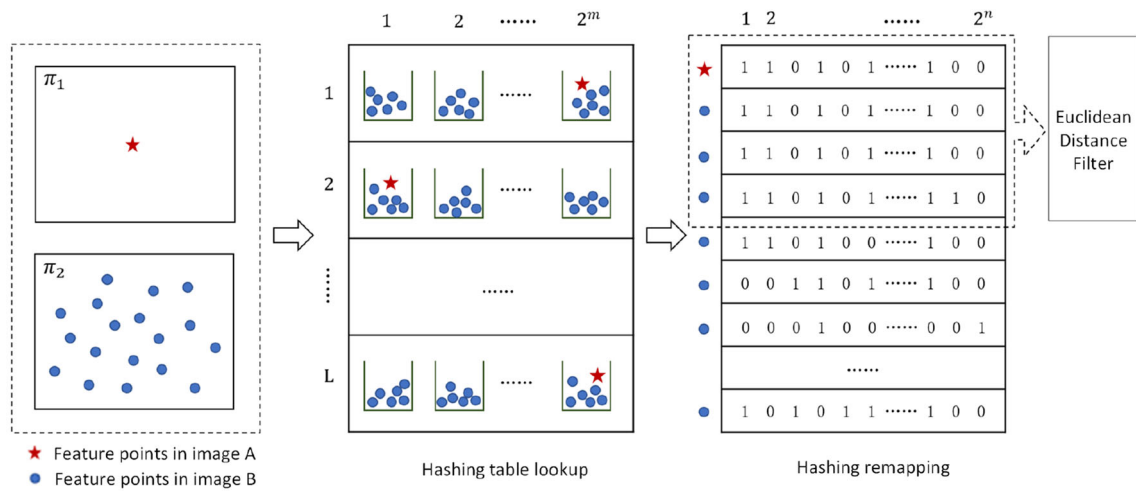 π₁
π₂
★ Feature points in image A
● Feature points in image B
1 2 ······ 2ᵐ
1 ······
2 ······
······ ······
L ······
Hashing table lookup
1 2 ······ 2ⁿ
1 1 0 1 0 1 ······ 1 0 0
1 1 0 1 0 1 ······ 1 0 0
1 1 0 1 0 1 ······ 1 0 0
1 1 0 1 0 1 ······ 1 1 0
1 1 0 1 0 0 ······ 1 0 0
0 0 1 1 0 1 ······ 1 0 0
0 0 0 1 0 0 ······ 0 0 1
······
1 0 1 0 1 1 ······ 1 0 0
Hashing remapping
Euclidean
Distance
Filter